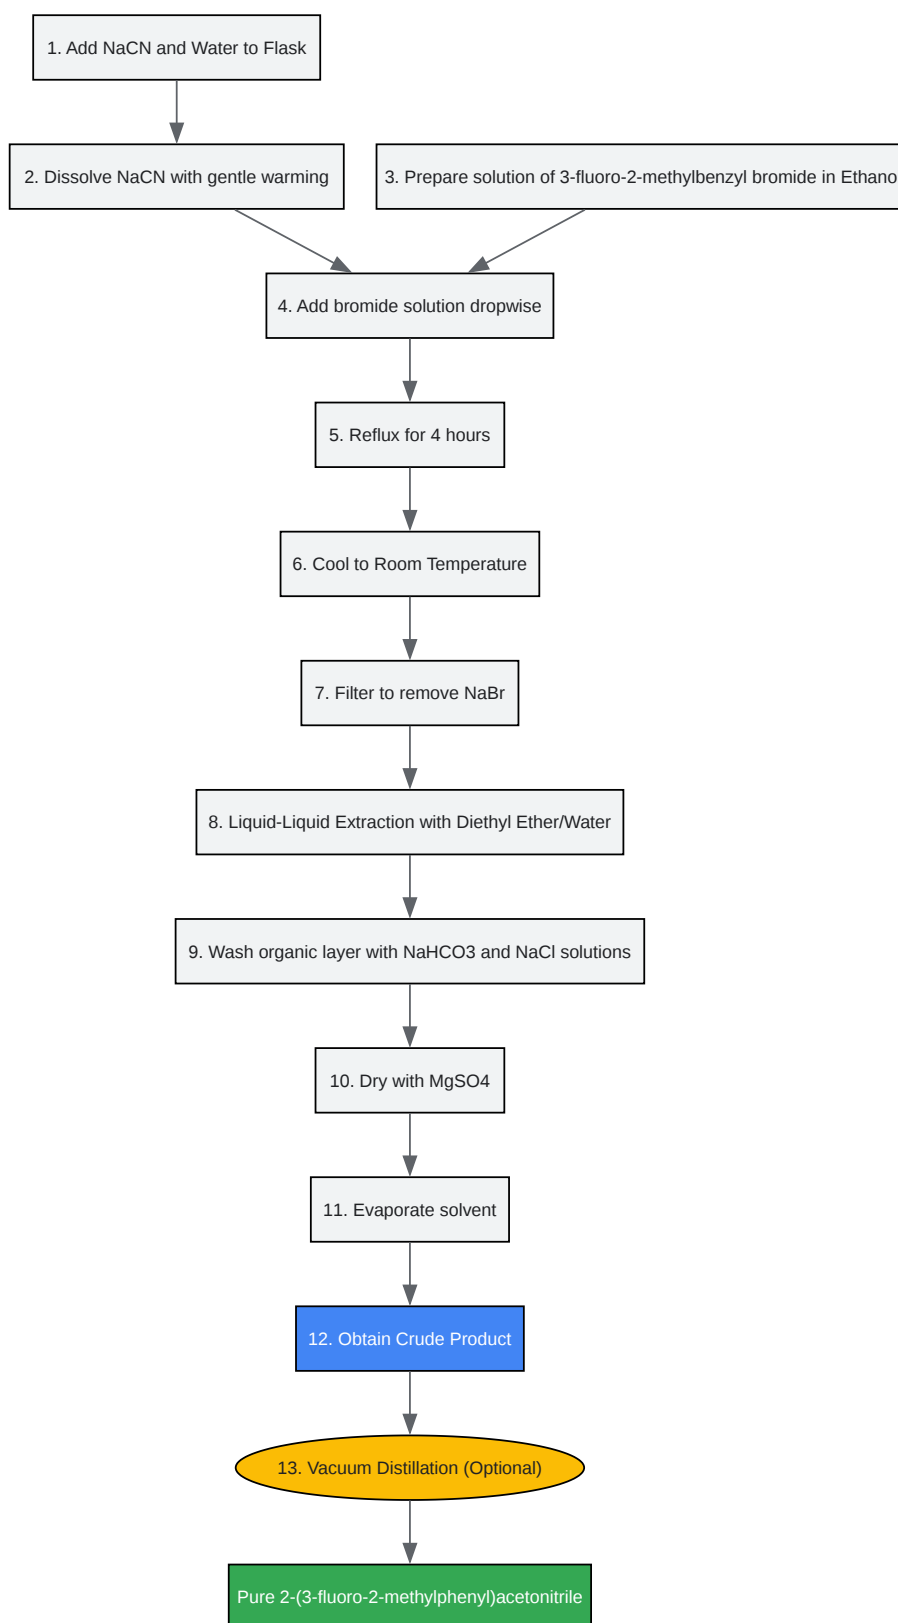 1. Add NaCN and Water to Flask
2. Dissolve NaCN with gentle warming
3. Prepare solution of 3-fluoro-2-methylbenzyl bromide in Ethano
4. Add bromide solution dropwise
5. Reflux for 4 hours
6. Cool to Room Temperature
7. Filter to remove NaBr
8. Liquid-Liquid Extraction with Diethyl Ether/Water
9. Wash organic layer with NaHCO3 and NaCl solutions
10. Dry with MgSO4
11. Evaporate solvent
12. Obtain Crude Product
13. Vacuum Distillation (Optional)
Pure 2-(3-fluoro-2-methylphenyl)acetonitrile